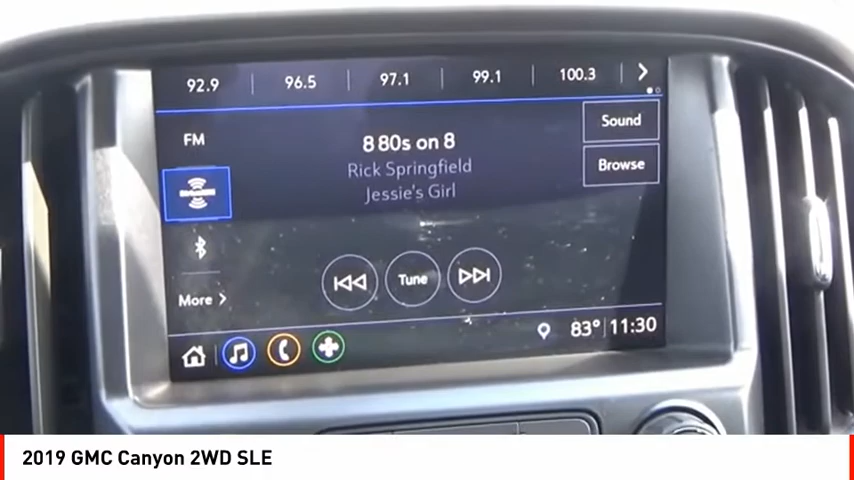 92.9 96.5 97.1 99.1 100.3
FM
8 80s on 8
Rick Springfield
Jessie's Girl
Sound
Browse
Tune
More
83° 11:30
2019 GMC Canyon 2WD SLE